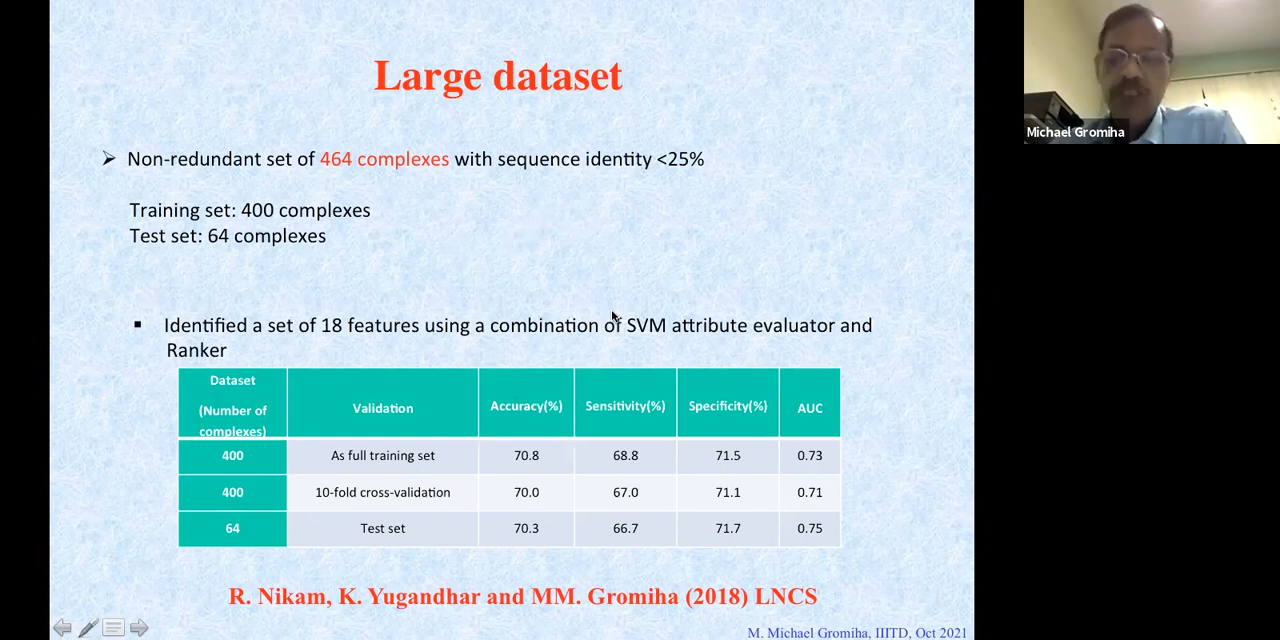 Large dataset
➢ Non-redundant set of 464 complexes with sequence identity <25%
Training set: 400 complexes
Test set: 64 complexes
▪ Identified a set of 18 features using a combination of SVM attribute evaluator and
Ranker
Dataset (Number of complexes) Validation Accuracy(%) Sensitivity(%) Specificity(%) AUC
400 As full training set 70.8 68.8 71.5 0.73
400 10-fold cross-validation 70.0 67.0 71.1 0.71
64 Test set 70.3 66.7 71.7 0.75
R. Nikam, K. Yugandhar and MM. Gromiha (2018) LNCS
M. Michael Gromiha, IIITD, Oct 2021
Michael Gromiha